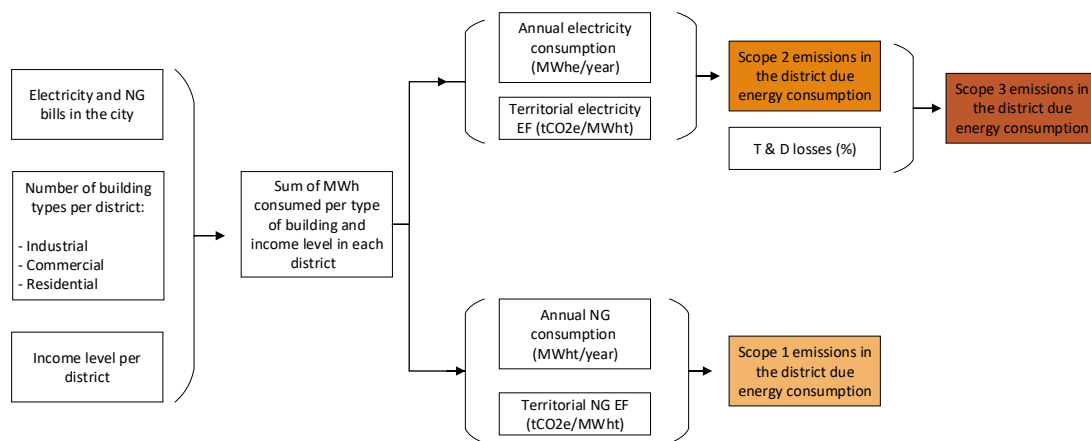 Electricity and NG
bills in the city
Number of building
types per district:
- Industrial
- Commercial
- Residential
Income level per
district
Sum of MWh
consumed per type
of building and
income level in each
district
Annual electricity
consumption
(MWhe/year)
Territorial electricity
EF (tCO2e/MWht)
Scope 2 emissions in
the district due
energy consumption
T & D losses (%)
Scope 3 emissions in
the district due
energy consumption
Annual NG
consumption
(MWht/year)
Territorial NG EF
(tCO2e/MWht)
Scope 1 emissions in
the district due
energy consumption